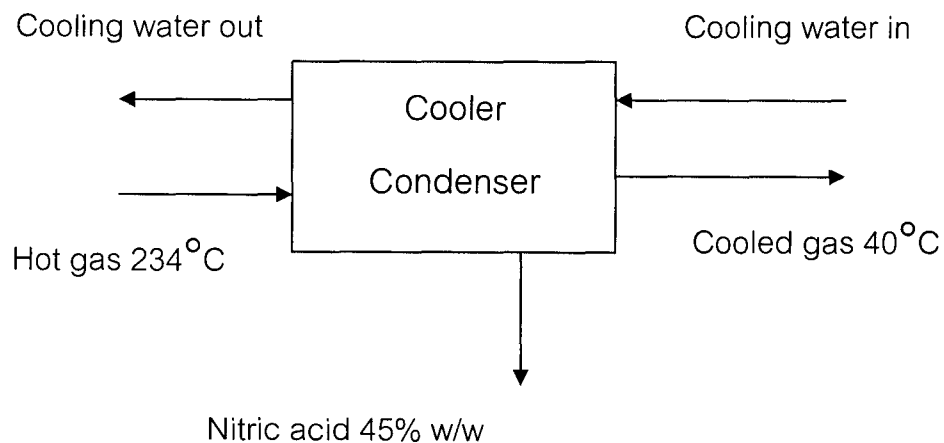 Cooling water out
Cooling water in
Cooler
Condenser
Hot gas 234°C
Cooled gas 40°C
Nitric acid 45% w/w